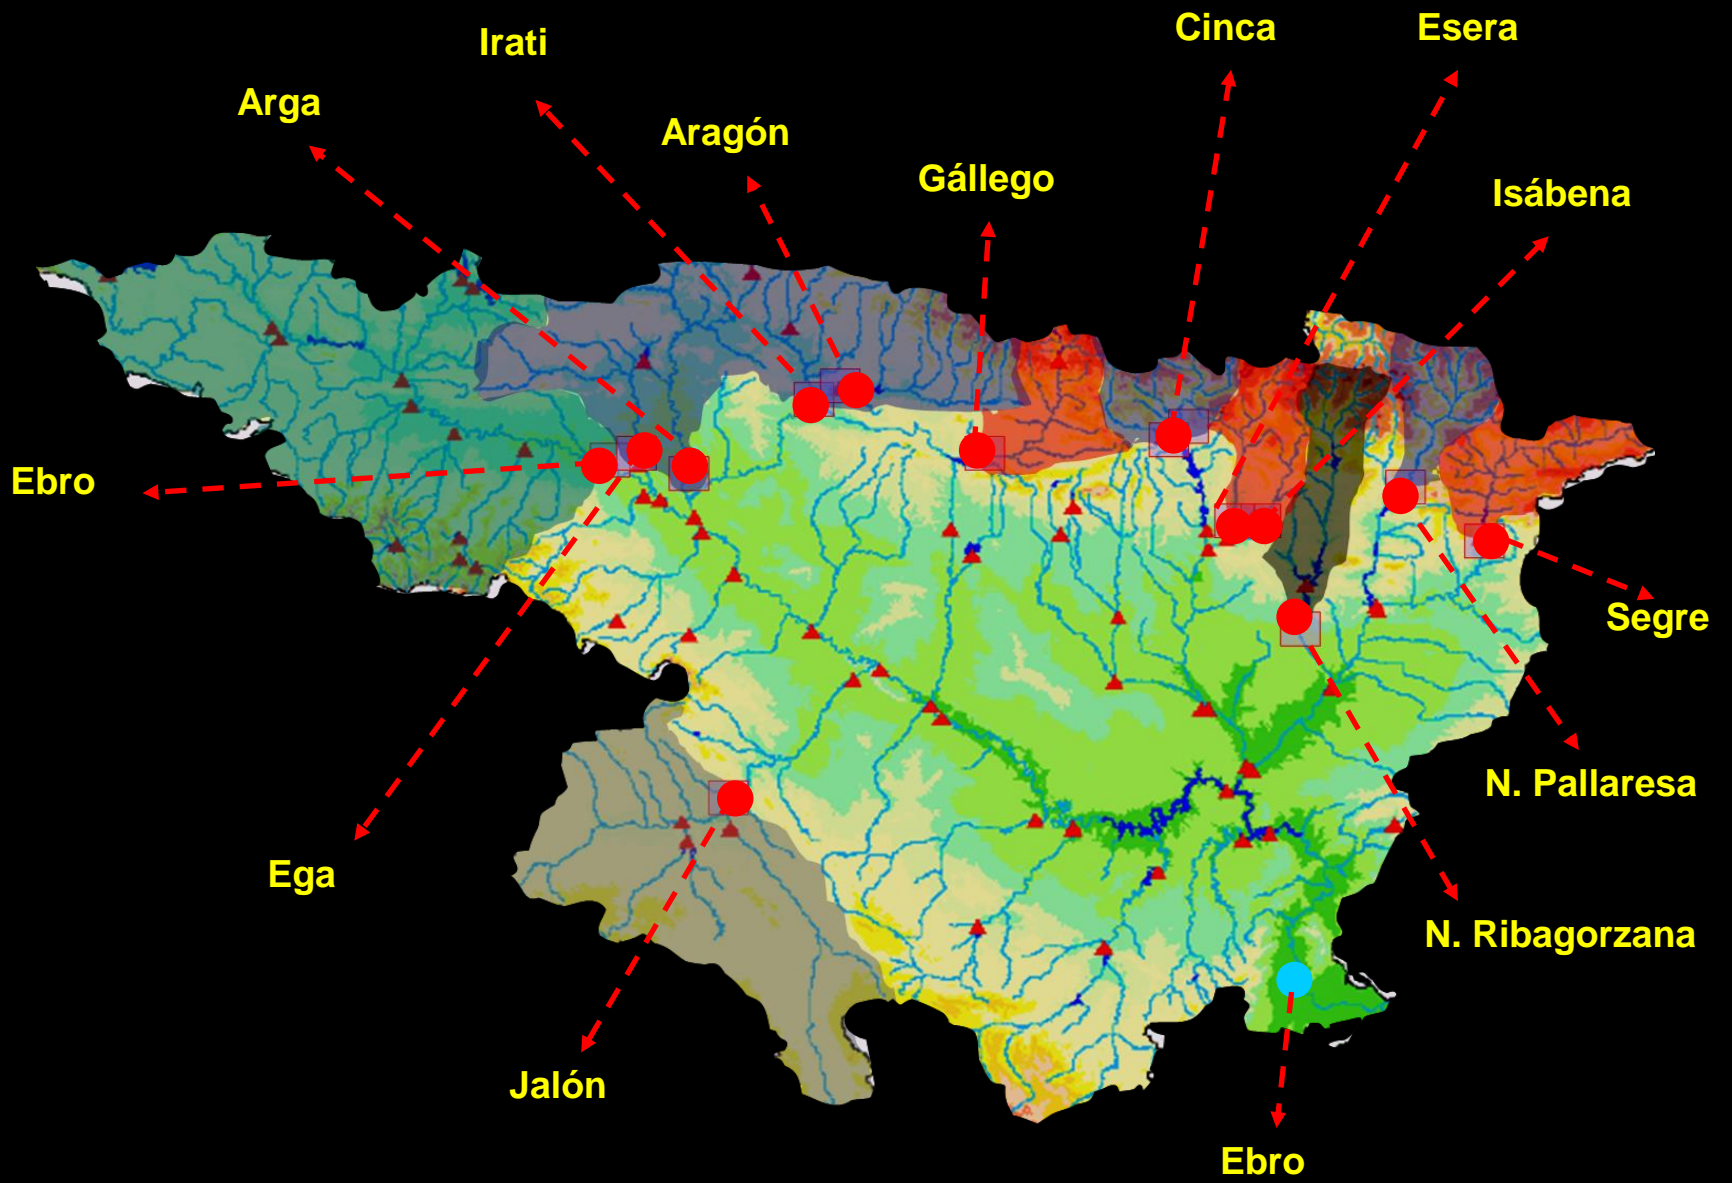 Cinca
Esera
Irati
Arga
Aragón
Gállego
Isábena
Ebro
Segre
N. Pallaresa
Ega
N. Ribagorzana
Jalón
Ebro